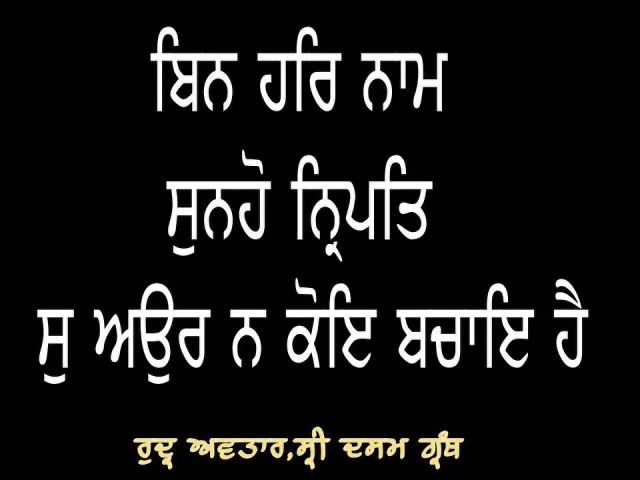 ਬਿਨ ਹਰਿ ਨਾਮ
ਸੁਨਹੋ ਨ੍ਰਿਪਤਿ
ਸੁ ਅਉਰ ਨ ਕੋਇ ਬਚਾਇ ਹੈ
ਰੁਦ੍ਰ ਅਵਤਾਰ,ਸ੍ਰੀ ਦਸਮ ਗ੍ਰੰਥ